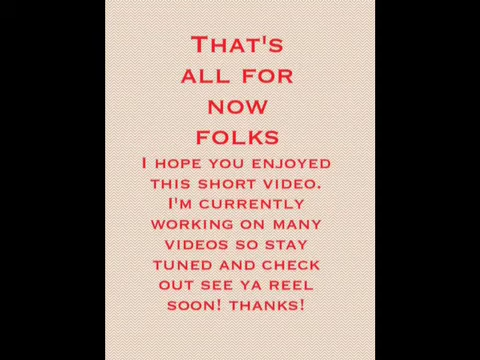 That's
all for
now
folks
I hope you enjoyed
this short video.
I'm currently
working on many
videos so stay
tuned and check
out see ya reel
soon! thanks!